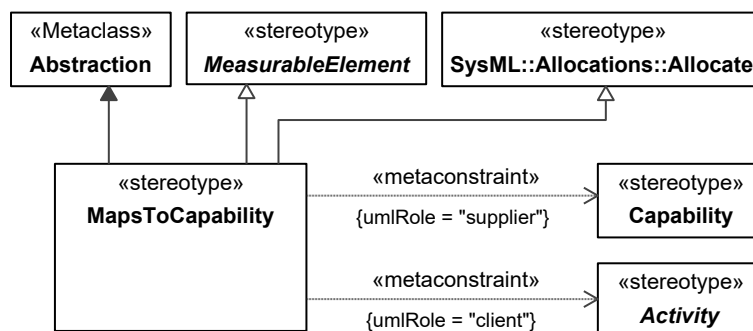 «Metaclass»
Abstraction
«stereotype»
MeasurableElement
«stereotype»
SysML::Allocations::Allocate
«stereotype»
MapsToCapability
«metaconstraint»
{umlRole = "supplier"}
«stereotype»
Capability
«metaconstraint»
{umlRole = "client"}
«stereotype»
Activity